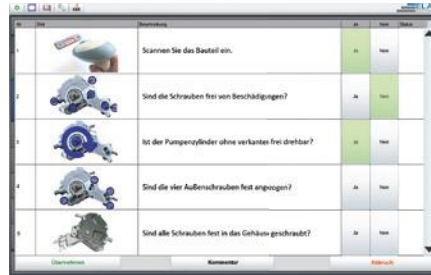 ELA
Nr Bild Beschreibung Ja Nein Status
1 Scannen Sie das Bauteil ein. Ja Nein
2 Sind die Schrauben frei von Beschädigungen? Ja Nein
3 Ist der Pumpenzylinder ohne verkanten frei drehbar? Ja Nein
4 Sind die vier Außenschrauben fest angezogen? Ja Nein
5 Sind alle Schrauben fest in das Gehäuse geschraubt? Ja Nein
Übernehmen Kommentar Abbruch